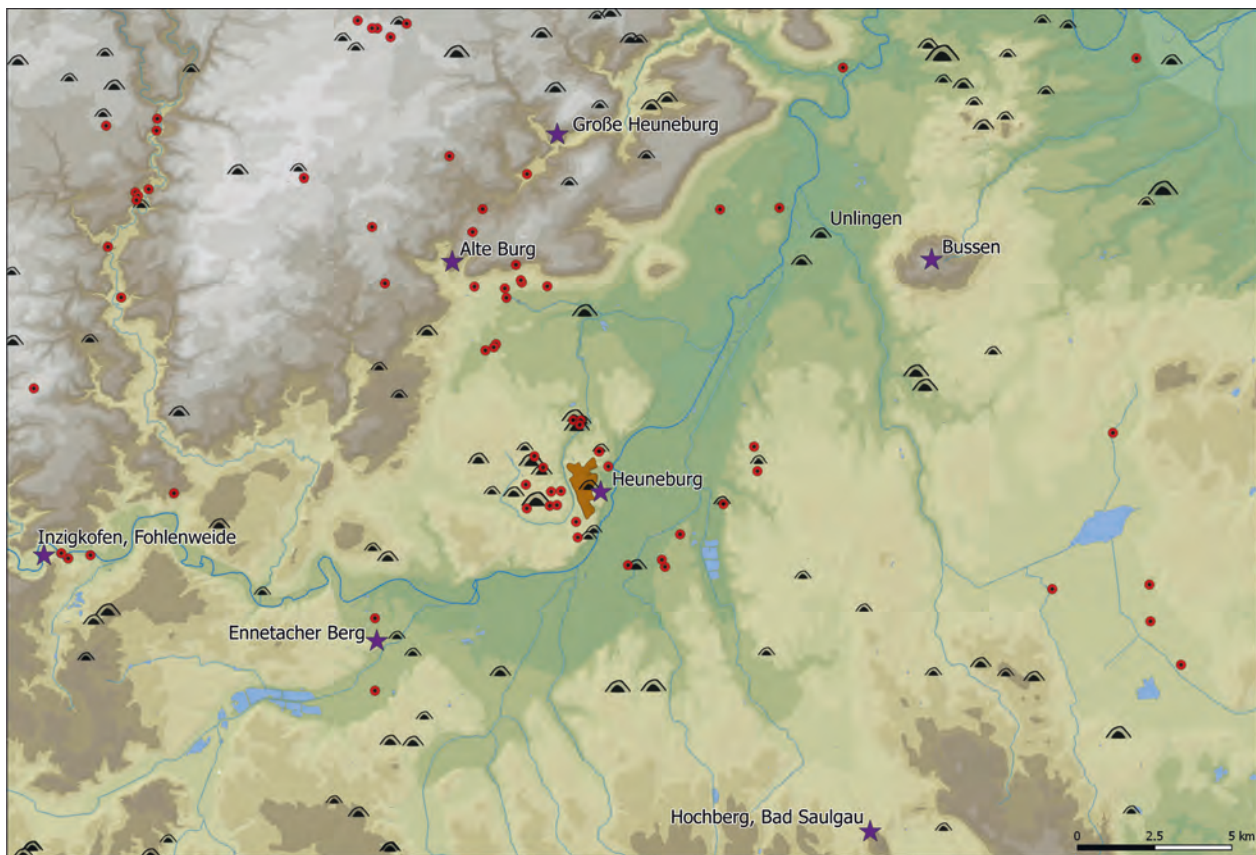 Große Heuneburg
Unlingen
Alte Burg
Bussen
Heuneburg
Inzigkofen, Fohlenweide
Ennetacher Berg
Hochberg, Bad Saulgau
0 2.5 5 km